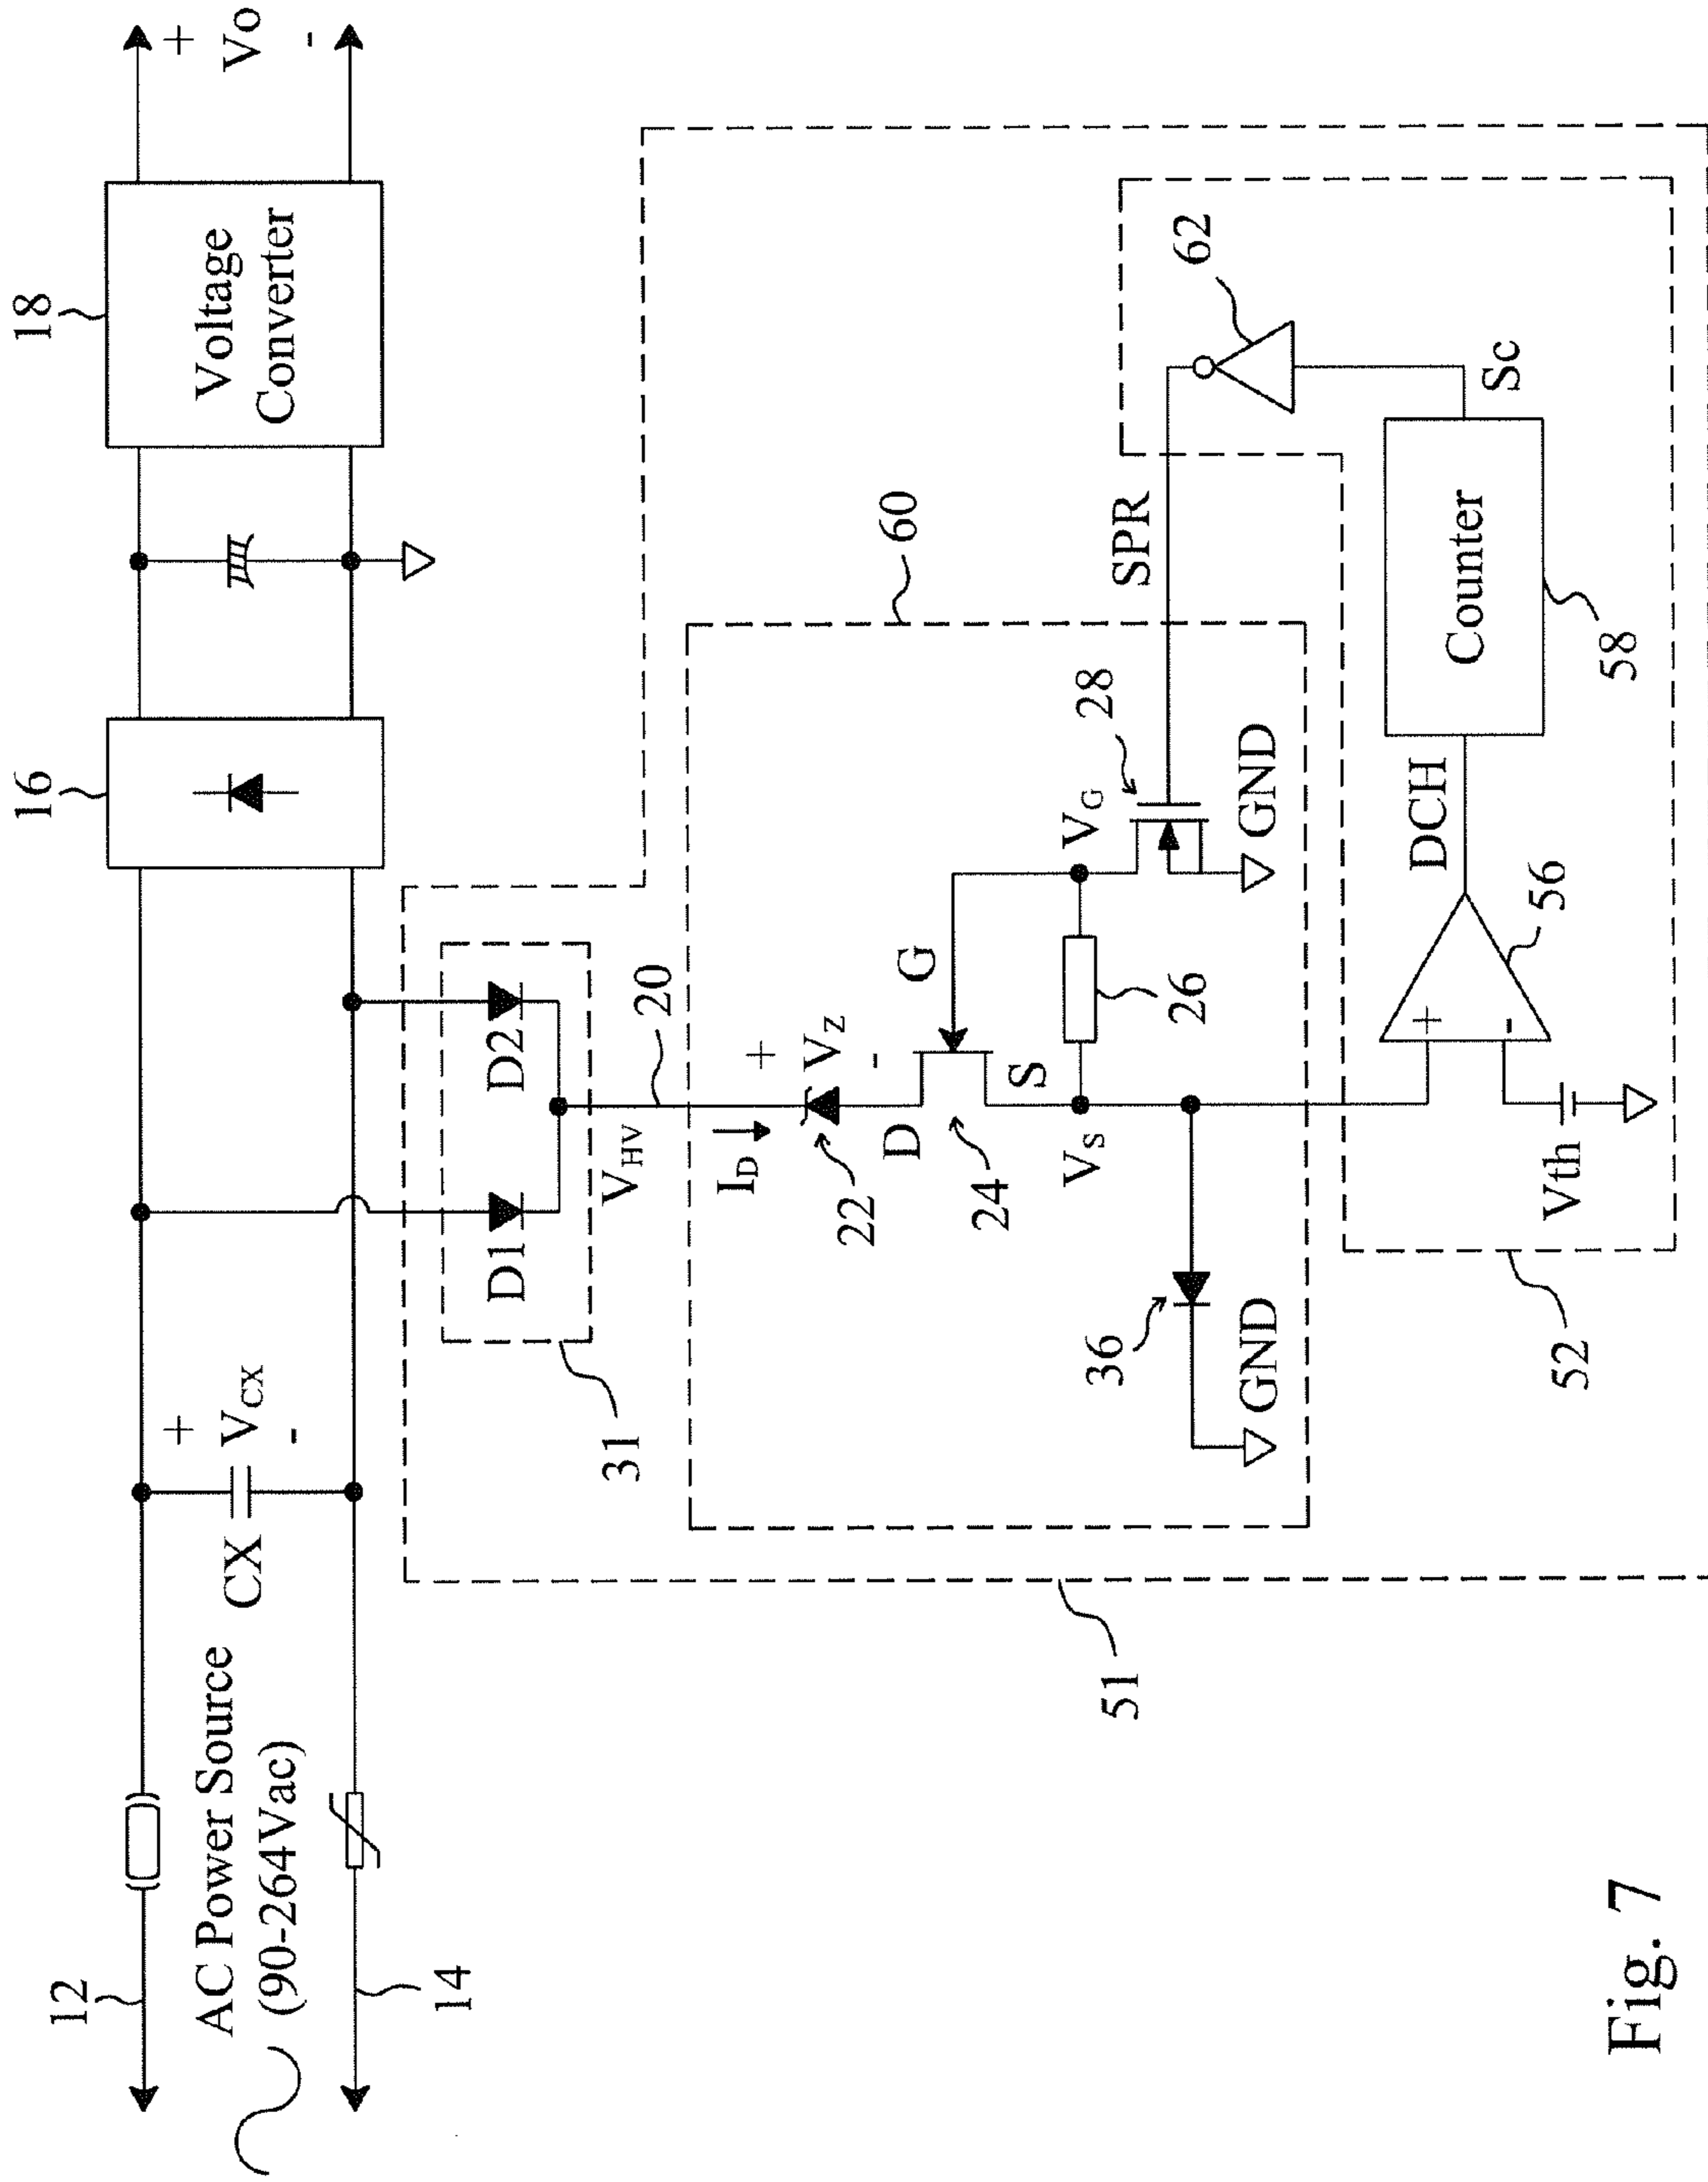 12
AC Power Source
(90-264Vac)
14
CX
+
VCX
-
16
18
Voltage
Converter
+
Vo
-
31
D1
D2
VHV
20
51
ID
+
VZ
-
22
D
G
24
S
VS
26
VG
28
36
GND
GND
60
SPR
62
Vth
+
-
56
DCH
Counter
58
Sc
52
Fig. 7